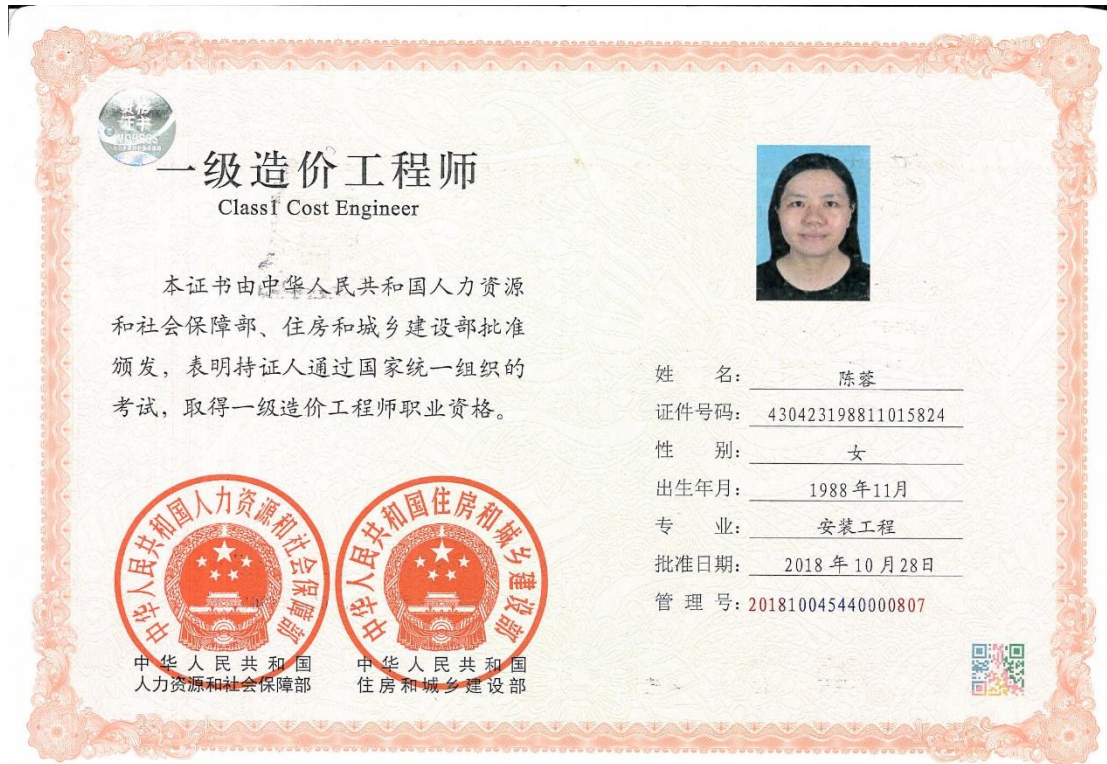 一级造价工程师
Class1 Cost Engineer
本证书由中华人民共和国人力资源
和社会保障部、住房和城乡建设部批准
颁发，表明持证人通过国家统一组织的
考试，取得一级造价工程师职业资格。
中华人民共和国人力资源和社会保障部
中华人民共和国
人力资源和社会保障部
中华人民共和国住房和城乡建设部
中华人民共和国
住房和城乡建设部
姓 名：陈蓉
证件号码：430423198811015824
性 别：女
出生年月：1988年11月
专 业：安装工程
批准日期：2018年10月28日
管 理 号：201810045440000807